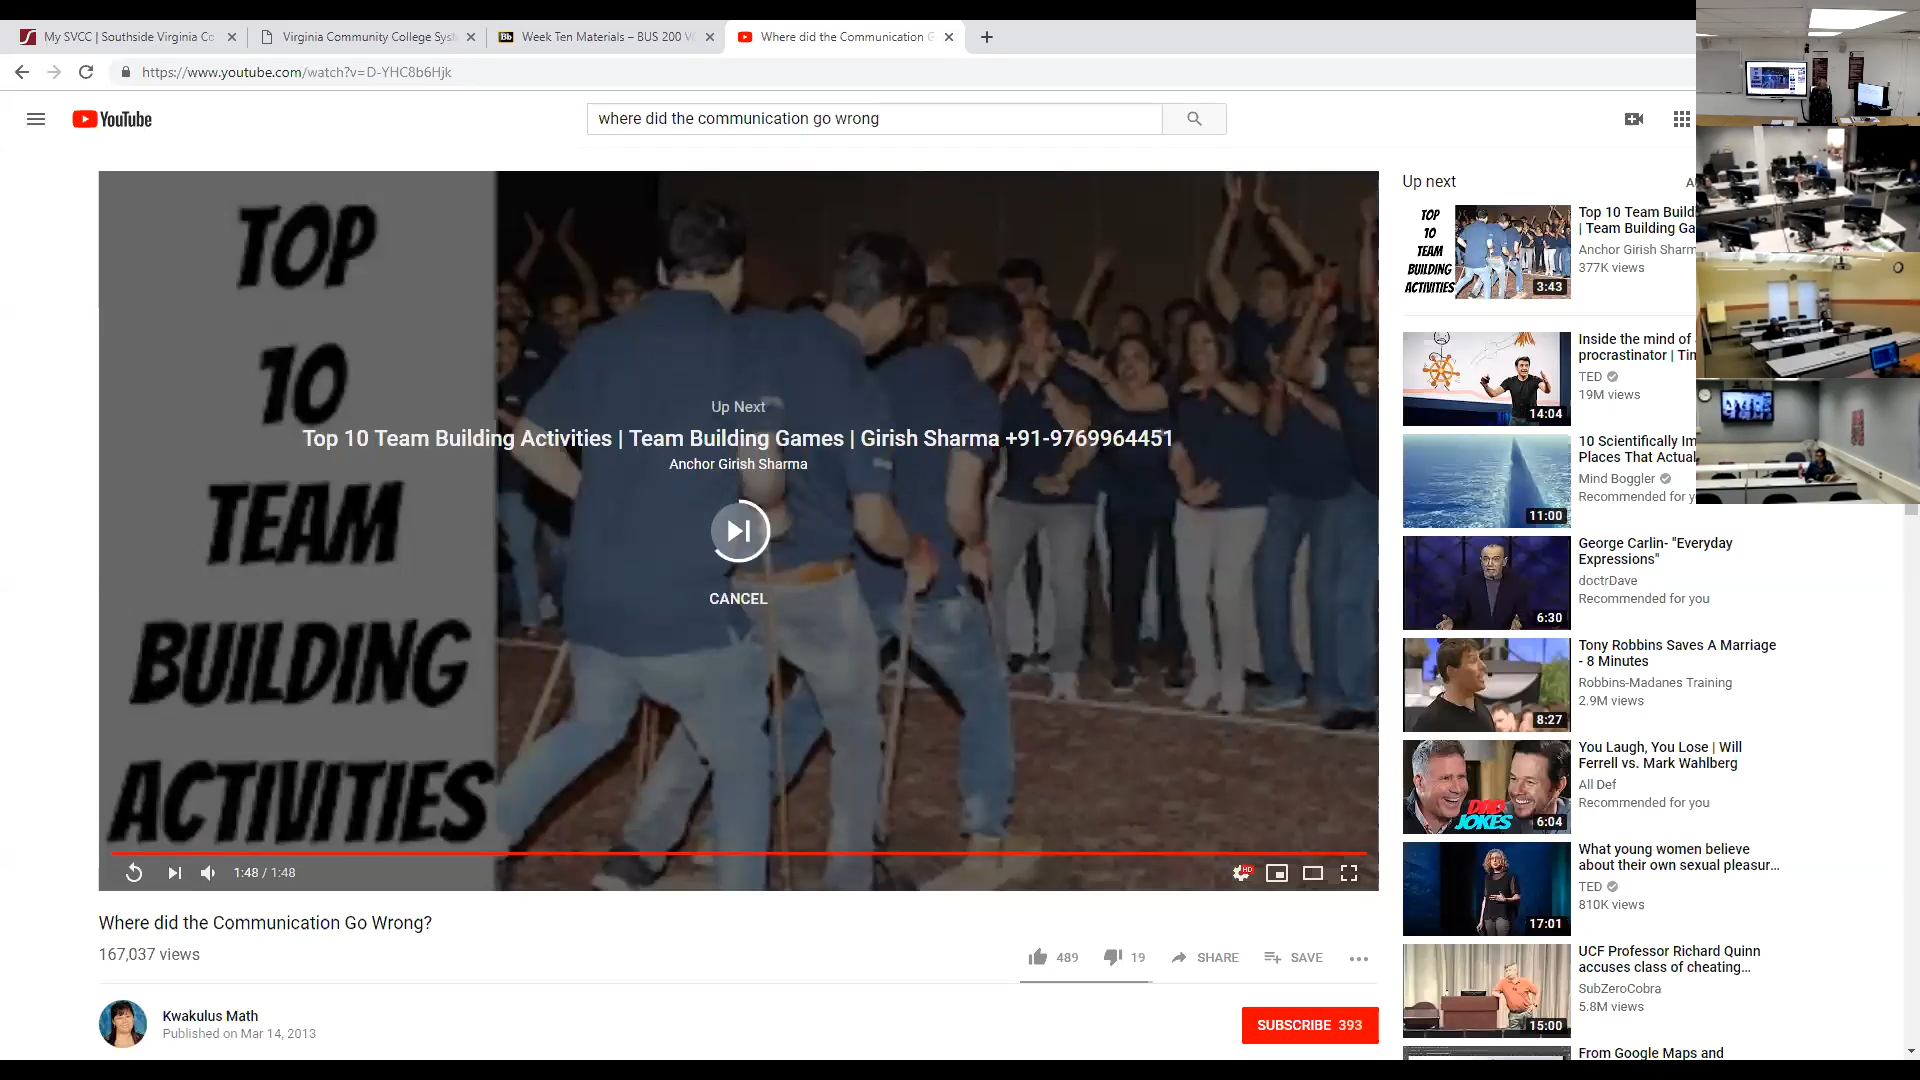 My SVCC | Southside Virginia Co
Virginia Community College Syst
Week Ten Materials – BUS 200 V
Where did the Communication G
https://www.youtube.com/watch?v=D-YHC8b6Hjk
YouTube
where did the communication go wrong
TOP
10
TEAM
BUILDING
ACTIVITIES
Up Next
Top 10 Team Building Activities | Team Building Games | Girish Sharma +91-9769964451
Anchor Girish Sharma
CANCEL
1:48 / 1:48
HD
Where did the Communication Go Wrong?
167,037 views
489
19
SHARE
SAVE
Kwakulus Math
Published on Mar 14, 2013
SUBSCRIBE 393
Up next
A
TOP
10
TEAM
BUILDING
ACTIVITIES
3:43
Top 10 Team Build
| Team Building Ga
Anchor Girish Sharm
377K views
14:04
Inside the mind of
procrastinator | Tim
TED
19M views
11:00
10 Scientifically Im
Places That Actual
Mind Boggler
Recommended for y
6:30
George Carlin- "Everyday
Expressions"
doctrDave
Recommended for you
8:27
Tony Robbins Saves A Marriage
- 8 Minutes
Robbins-Madanes Training
2.9M views
DAD
JOKES
6:04
You Laugh, You Lose | Will
Ferrell vs. Mark Wahlberg
All Def
Recommended for you
17:01
What young women believe
about their own sexual pleasur...
TED
810K views
15:00
UCF Professor Richard Quinn
accuses class of cheating...
SubZeroCobra
5.8M views
From Google Maps and